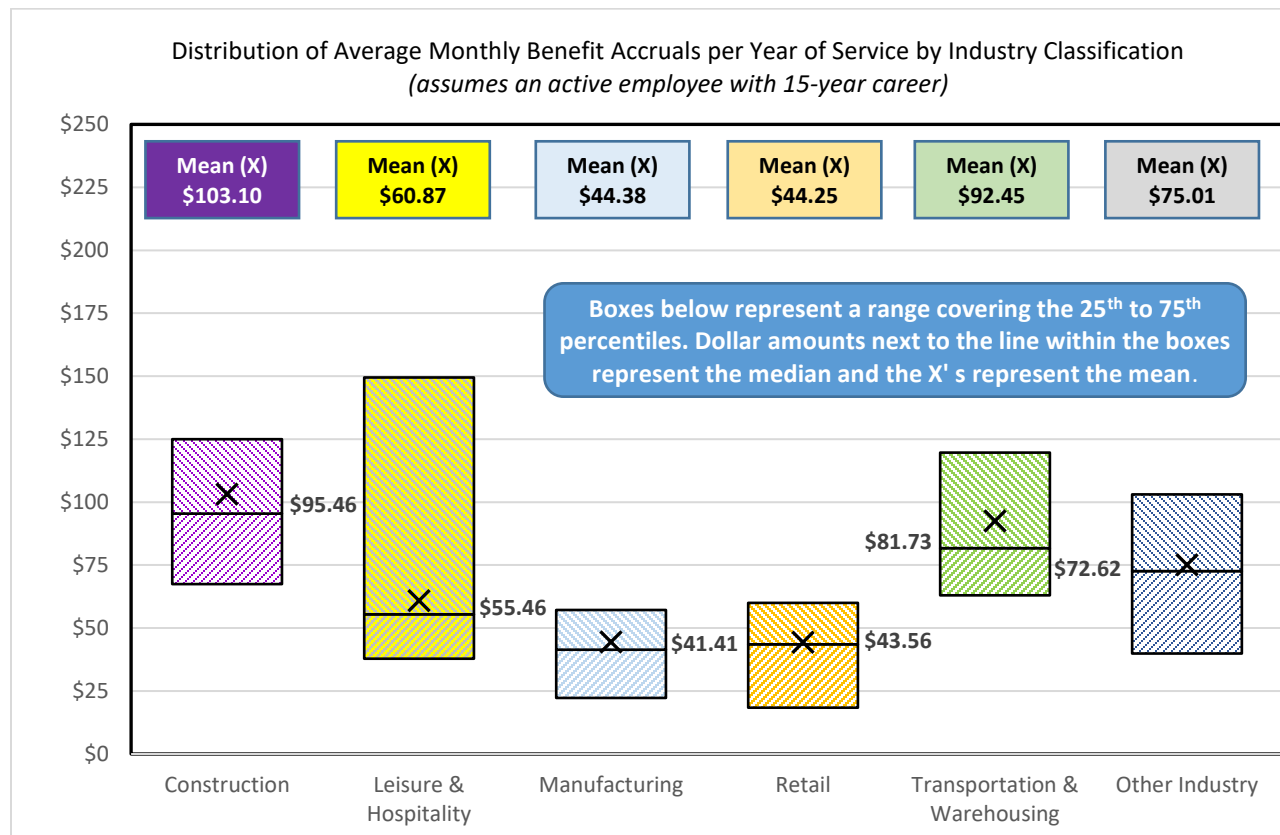 Distribution of Average Monthly Benefit Accruals per Year of Service by Industry Classification
(assumes an active employee with 15-year career)
$250
$225
$200
$175
$150
$125
$100
$75
$50
$25
$0
Mean (X)
$103.10
Mean (X)
$60.87
Mean (X)
$44.38
Mean (X)
$44.25
Mean (X)
$92.45
Mean (X)
$75.01
Boxes below represent a range covering the 25th to 75th
percentiles. Dollar amounts next to the line within the boxes
represent the median and the X' s represent the mean.
$95.46
$55.46
$41.41
$43.56
$81.73
$72.62
Construction
Leisure &
Hospitality
Manufacturing
Retail
Transportation &
Warehousing
Other Industry